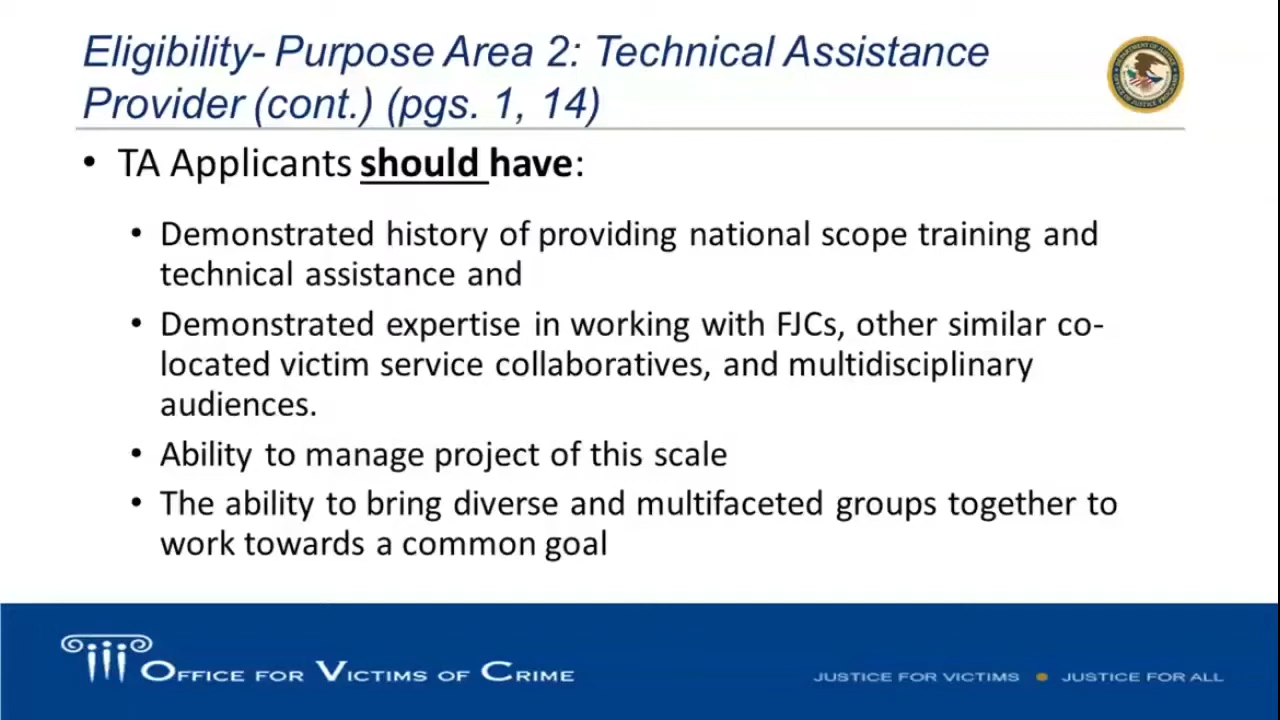 Eligibility- Purpose Area 2: Technical Assistance
Provider (cont.) (pgs. 1, 14)
• TA Applicants should have:
• Demonstrated history of providing national scope training and
technical assistance and
• Demonstrated expertise in working with FJCs, other similar co-
located victim service collaboratives, and multidisciplinary
audiences.
• Ability to manage project of this scale
• The ability to bring diverse and multifaceted groups together to
work towards a common goal
OFFICE FOR VICTIMS OF CRIME
JUSTICE FOR VICTIMS • JUSTICE FOR ALL